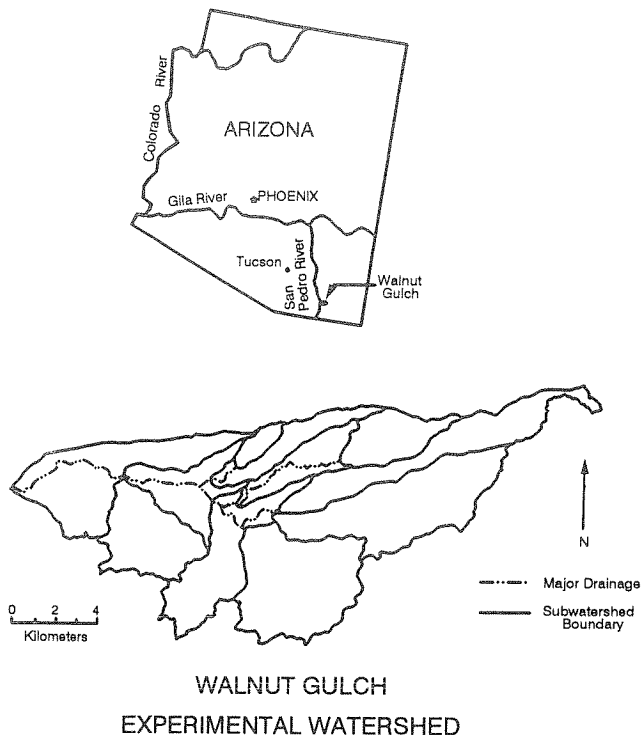 Colorado River
ARIZONA
Gila River
PHOENIX
Tucson
San
Pedro River
Walnut
Gulch
N
0 2 4
Kilometers
Major Drainage
Subwatershed
Boundary
WALNUT GULCH
EXPERIMENTAL WATERSHED